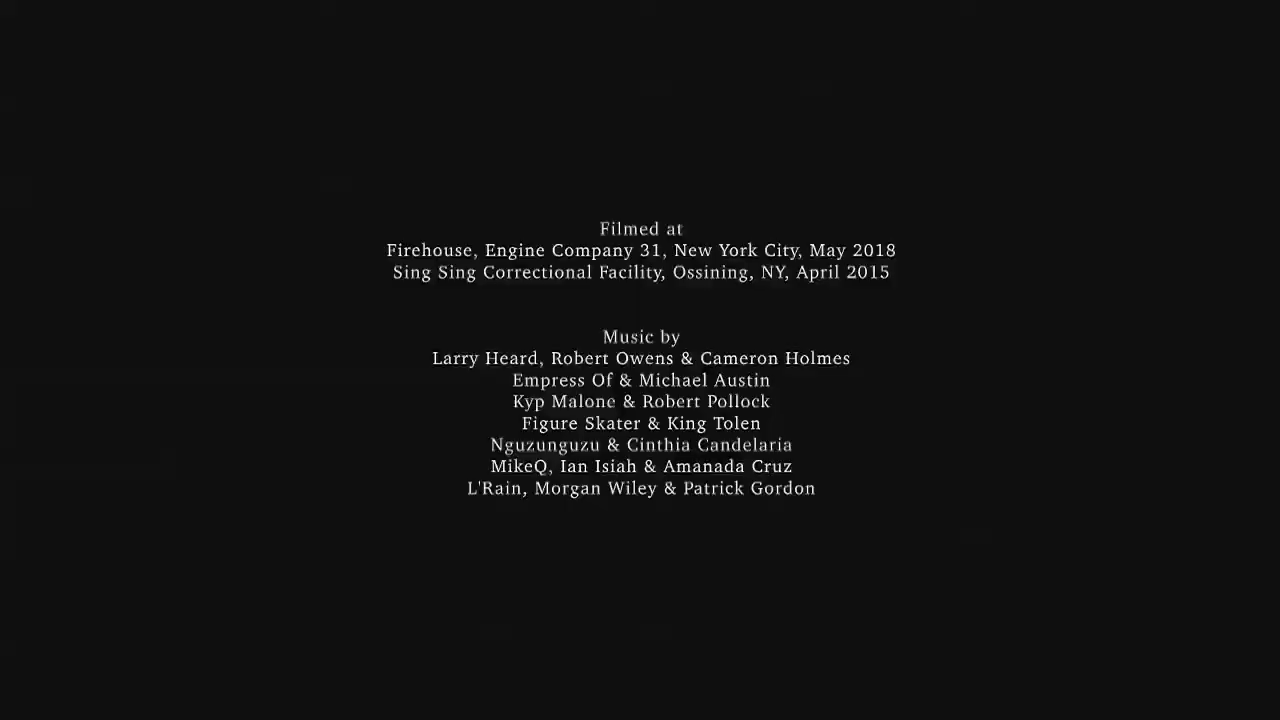 Filmed at
Firehouse, Engine Company 31, New York City, May 2018
Sing Sing Correctional Facility, Ossining, NY, April 2015
Music by
Larry Heard, Robert Owens & Cameron Holmes
Empress Of & Michael Austin
Kyp Malone & Robert Pollock
Figure Skater & King Tolen
Nguzunguzu & Cinthia Candelaria
MikeQ, Ian Isiah & Amanada Cruz
L'Rain, Morgan Wiley & Patrick Gordon